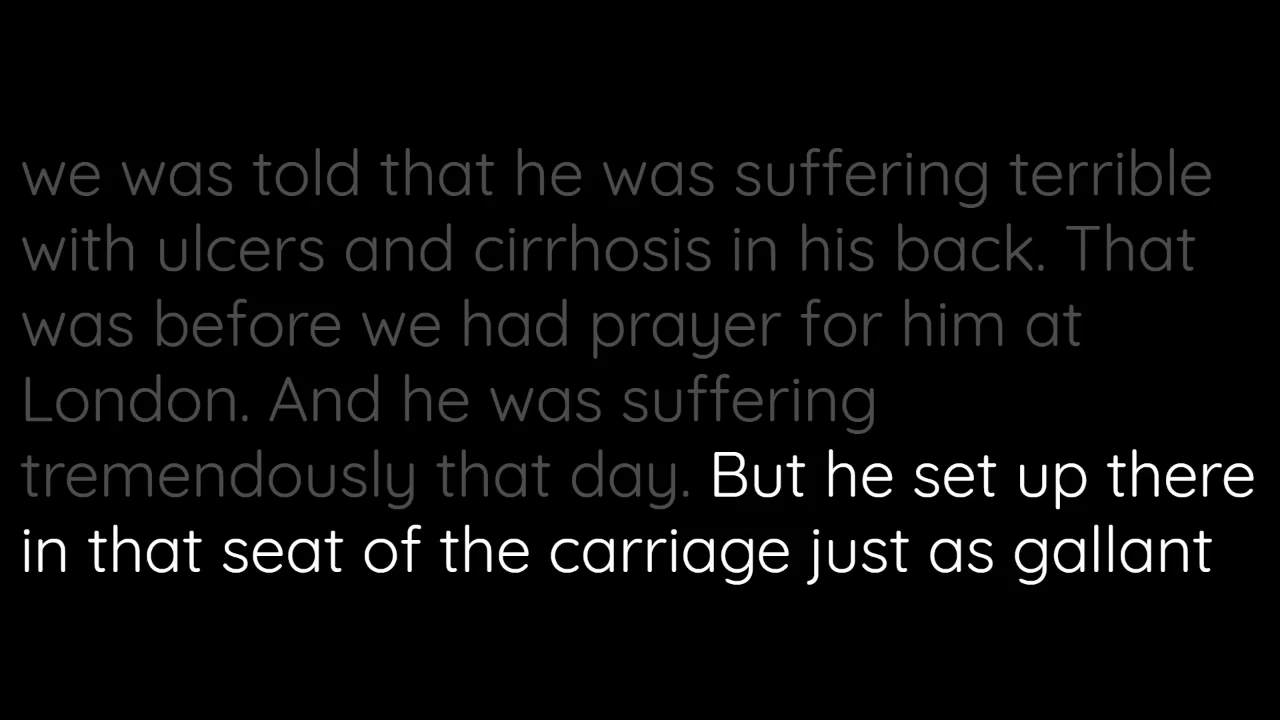 we was told that he was suffering terrible
with ulcers and cirrhosis in his back. That
was before we had prayer for him at
London. And he was suffering
tremendously that day. But he set up there
in that seat of the carriage just as gallant